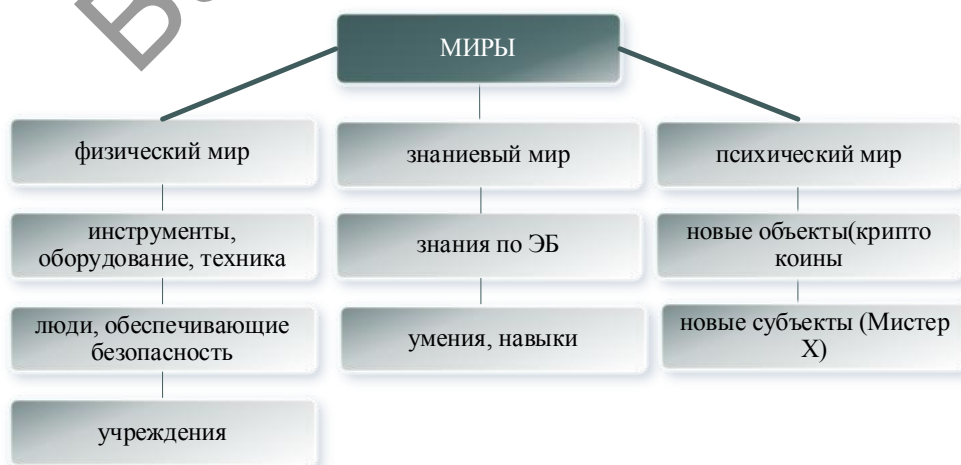 МИРЫ
физический мир
знаниевый мир
психический мир
инструменты,
оборудование, техника
знания по ЭБ
новые объекты(крипто
коины
люди, обеспечивающие
безопасность
умения, навыки
новые субъекты (Мистер
Х)
учреждения